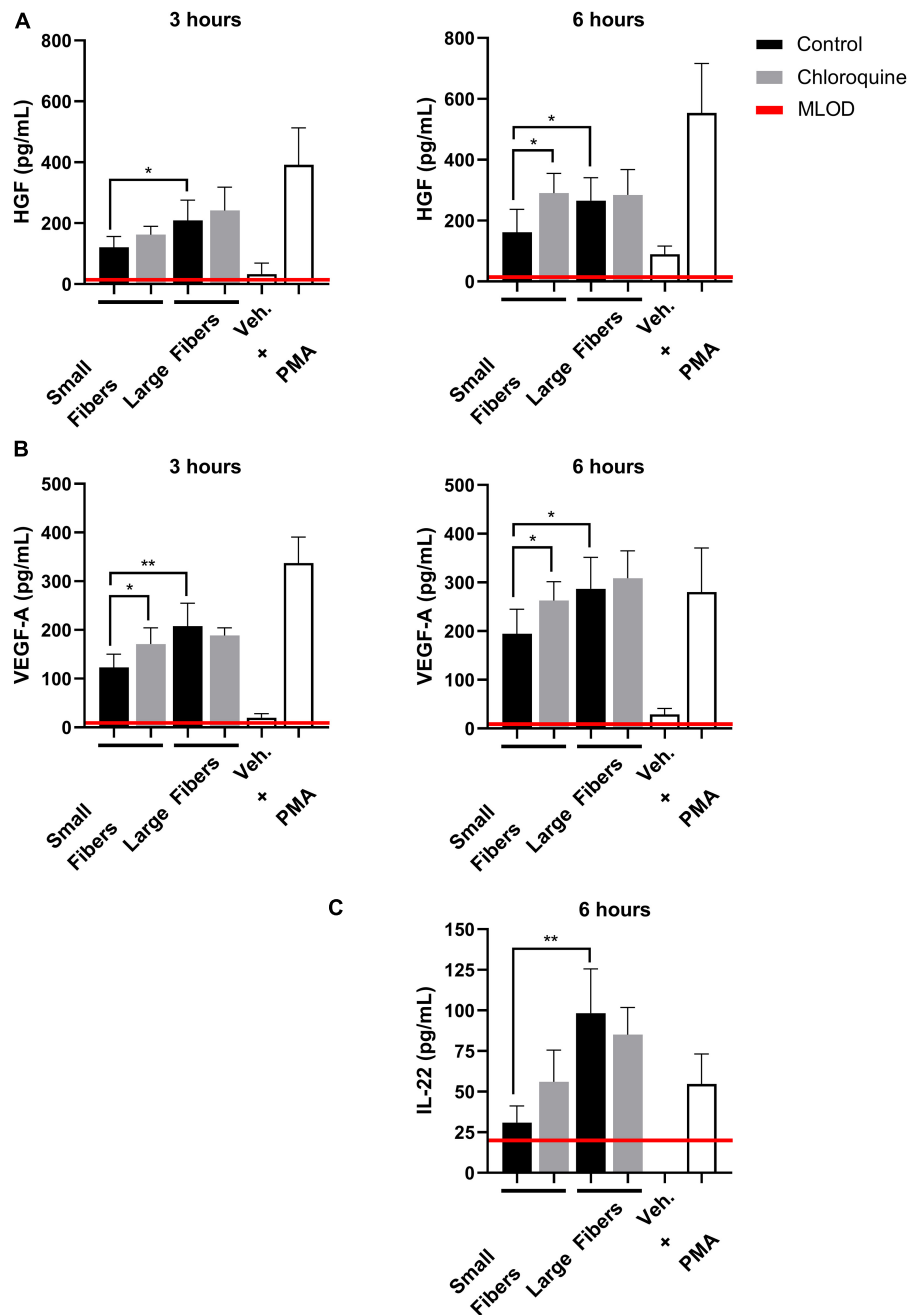 A
3 hours
HGF (pg/mL)
800
600
400
200
0
*
Small
Fibers
Large Fibers
Veh.
+
PMA
6 hours
HGF (pg/mL)
800
600
400
200
0
*
*
Small
Fibers
Large Fibers
Veh.
+
PMA
Control
Chloroquine
MLOD
B
3 hours
VEGF-A (pg/mL)
500
400
300
200
100
0
**
*
Small
Fibers
Large Fibers
Veh.
+
PMA
6 hours
VEGF-A (pg/mL)
500
400
300
200
100
0
*
*
Small
Fibers
Large Fibers
Veh.
+
PMA
C
6 hours
IL-22 (pg/mL)
150
125
100
75
50
25
0
**
Small
Fibers
Large Fibers
Veh.
+
PMA